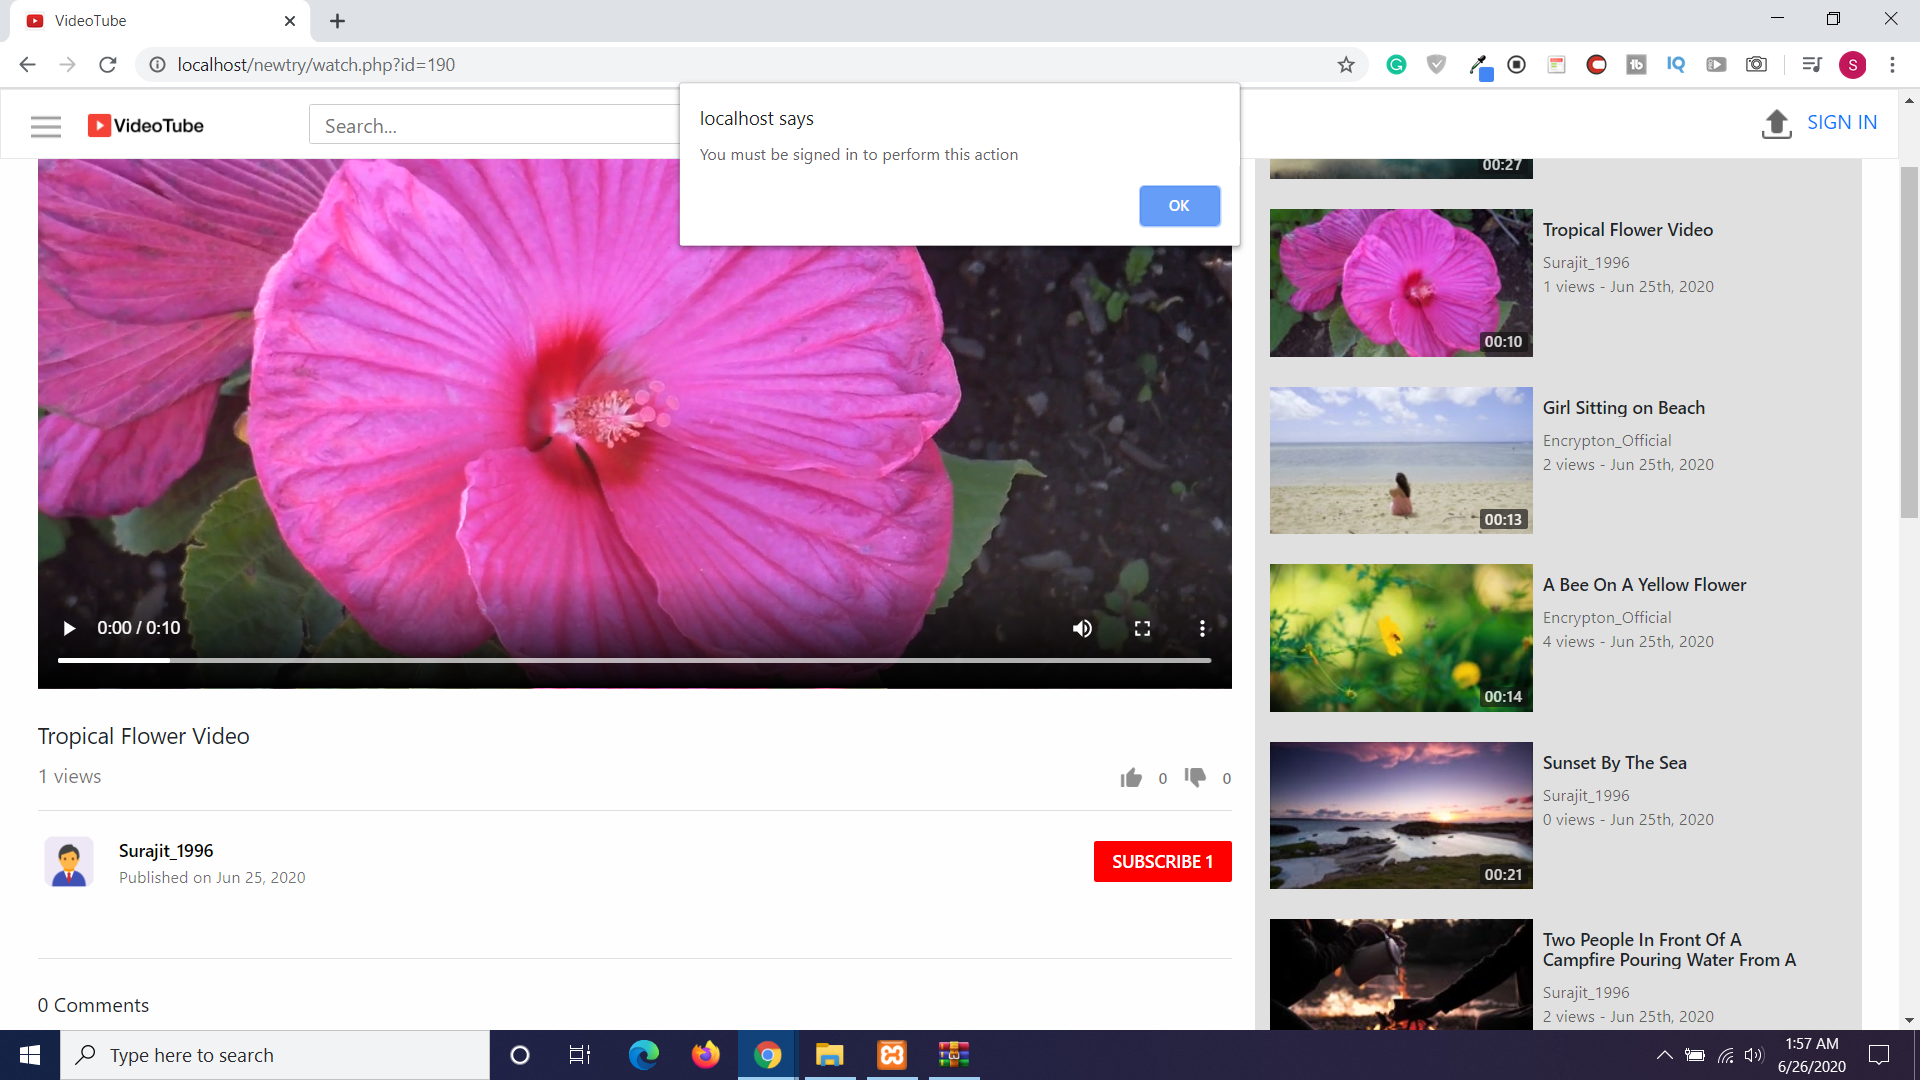 VideoTube
localhost/newtry/watch.php?id=190
S
localhost says
You must be signed in to perform this action
OK
VideoTube
Search...
SIGN IN
00:27
Tropical Flower Video
Surajit_1996
1 views - Jun 25th, 2020
00:10
Girl Sitting on Beach
Encrypton_Official
2 views - Jun 25th, 2020
00:13
A Bee On A Yellow Flower
Encrypton_Official
4 views - Jun 25th, 2020
00:14
Sunset By The Sea
Surajit_1996
0 views - Jun 25th, 2020
00:21
Two People In Front Of A
Campfire Pouring Water From A
Surajit_1996
2 views - Jun 25th, 2020
0:00 / 0:10
Tropical Flower Video
1 views
0 0
Surajit_1996
Published on Jun 25, 2020
SUBSCRIBE 1
0 Comments
Type here to search
1:57 AM
6/26/2020